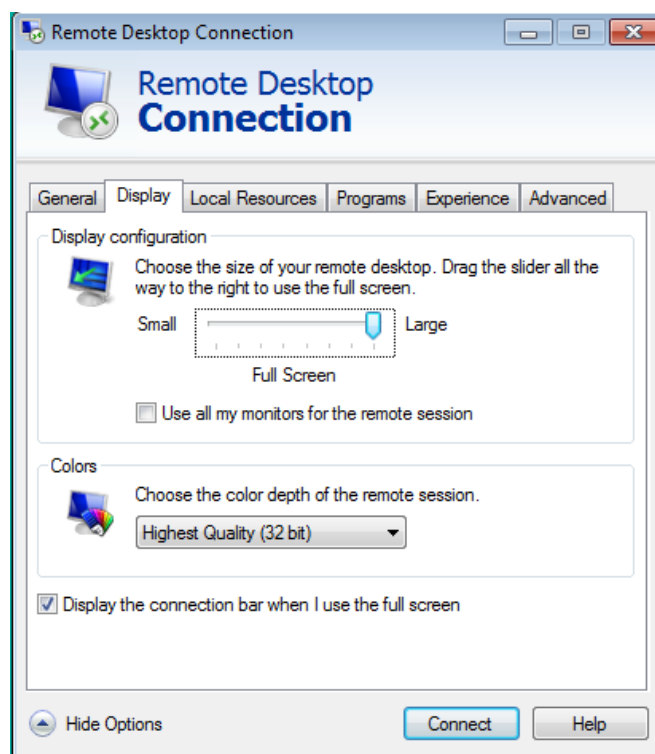 Remote Desktop Connection
Remote Desktop
Connection
General Display Local Resources Programs Experience Advanced
Display configuration
Choose the size of your remote desktop. Drag the slider all the
way to the right to use the full screen.
Small Large
Full Screen
Use all my monitors for the remote session
Colors
Choose the color depth of the remote session.
Highest Quality (32 bit)
Display the connection bar when I use the full screen
Hide Options Connect Help